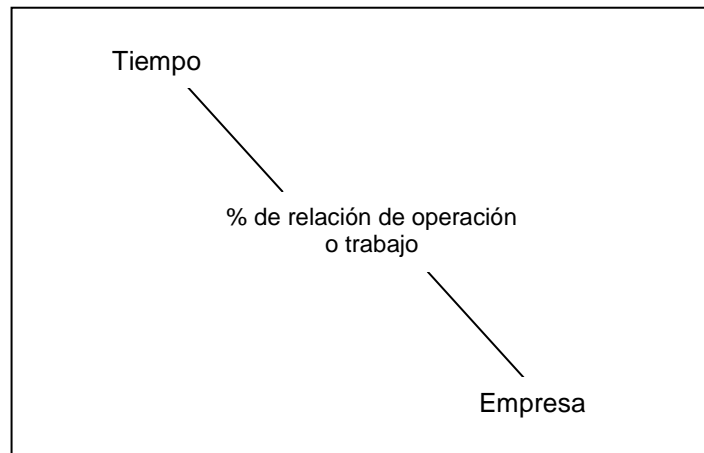 Tiempo
% de relación de operación
o trabajo
Empresa